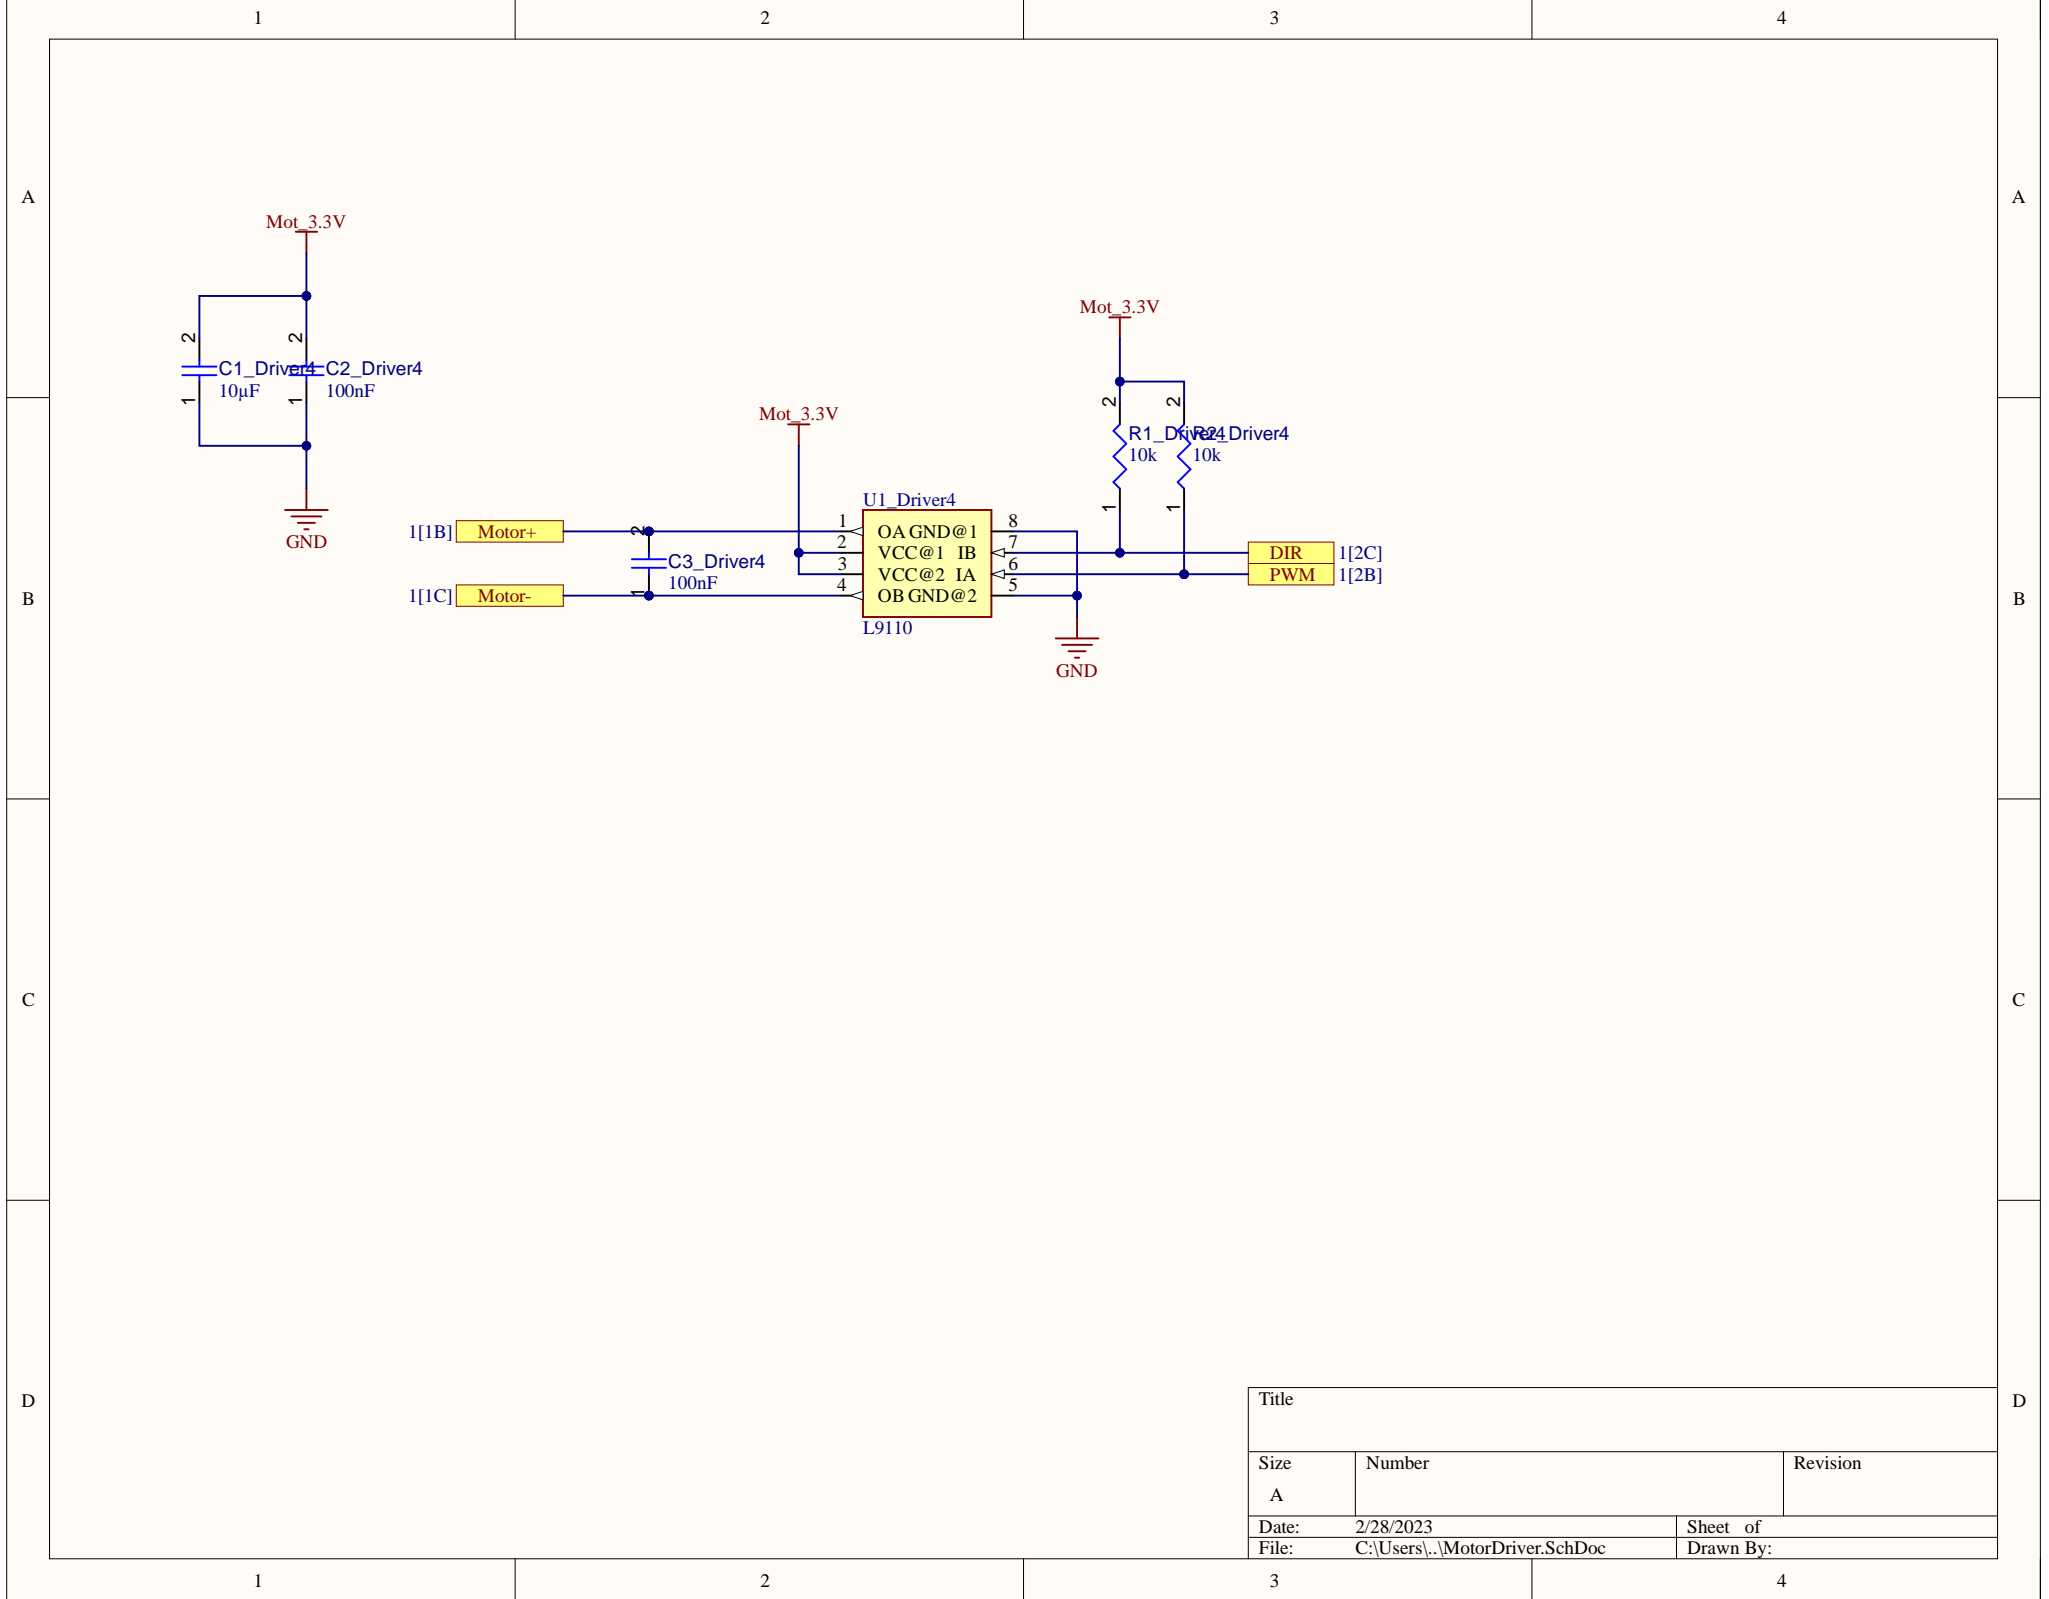 1 2 3 4
A A
Mot_3.3V
Mot_3.3V
2 2
C1_Driver4 C2_Driver4
10µF 100nF
1 1
2 2
Mot_3.3V
R1_Driver4 R2_Driver4
10k 10k
1 1
U1_Driver4
GND
1[1B] Motor+ 2 1 OA GND@1 8
2 VCC@1 IB 7 DIR 1[2C]
C3_Driver4
100nF
3 VCC@2 IA 6 PWM 1[2B]
1[1C] Motor- 1 4 OB GND@2 5
B B
L9110
GND
C C
D D
Title
Size Number Revision
A
Date: 2/28/2023 Sheet of
File: C:\Users\..\MotorDriver.SchDoc Drawn By:
1 2 3 4